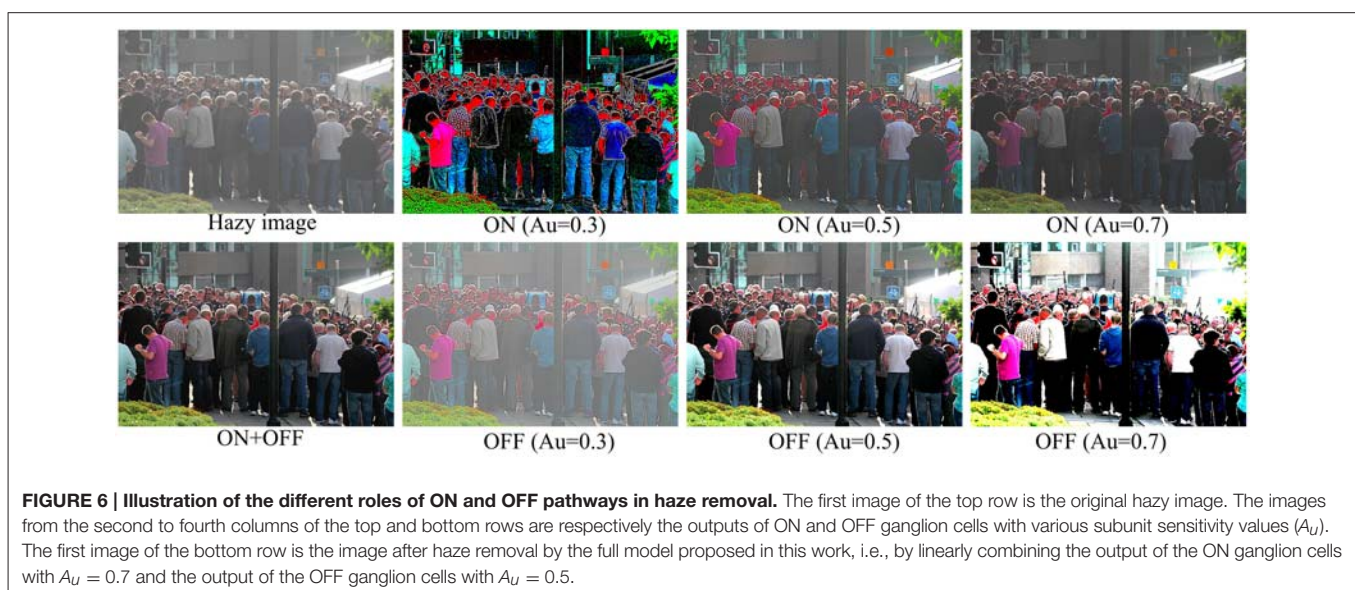 Hazy image
ON (Au=0.3)
ON (Au=0.5)
ON (Au=0.7)
ON+OFF
OFF (Au=0.3)
OFF (Au=0.5)
OFF (Au=0.7)
FIGURE 6 | Illustration of the different roles of ON and OFF pathways in haze removal. The first image of the top row is the original hazy image. The images
from the second to fourth columns of the top and bottom rows are respectively the outputs of ON and OFF ganglion cells with various subunit sensitivity values (Au).
The first image of the bottom row is the image after haze removal by the full model proposed in this work, i.e., by linearly combining the output of the ON ganglion cells
with Au = 0.7 and the output of the OFF ganglion cells with Au = 0.5.